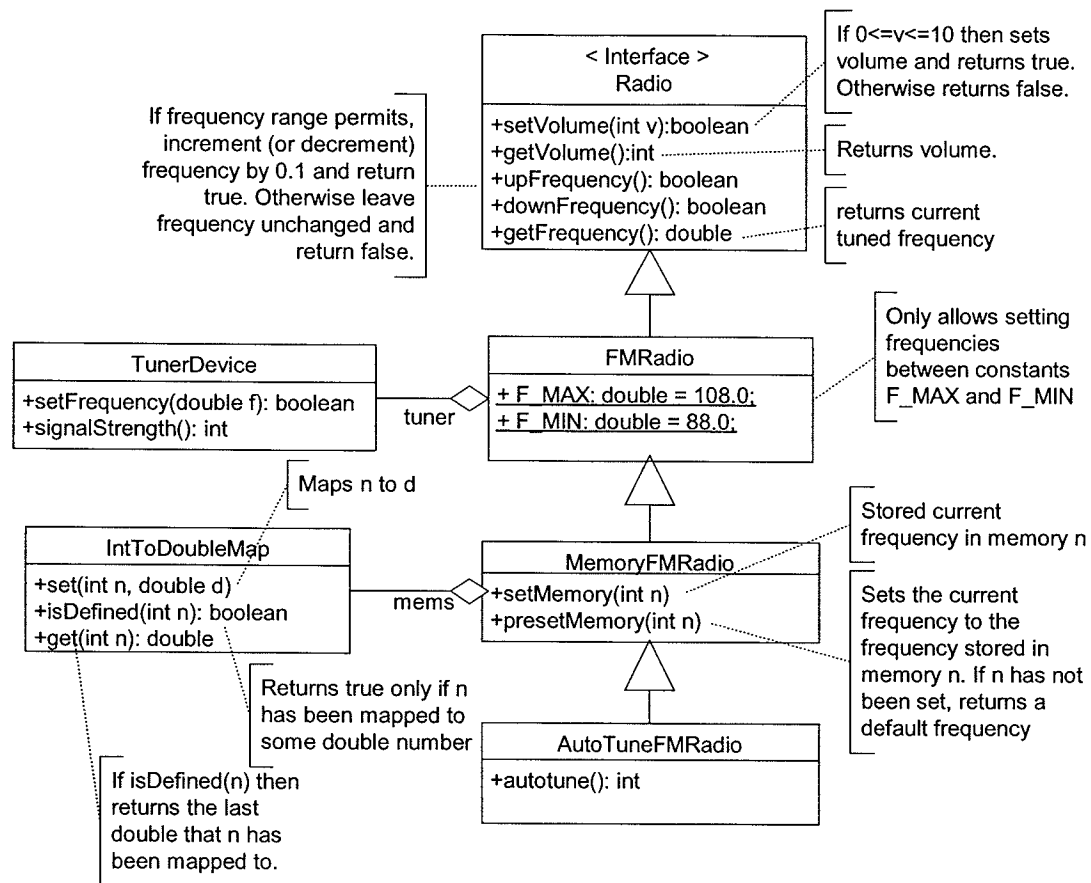 < Interface >
Radio
+setVolume(int v):boolean
+getVolume():int
+upFrequency(): boolean
+downFrequency(): boolean
+getFrequency(): double
If 0<=v<=10 then sets
volume and returns true.
Otherwise returns false.
Returns volume.
returns current
tuned frequency
If frequency range permits,
increment (or decrement)
frequency by 0.1 and return
true. Otherwise leave
frequency unchanged and
return false.
TunerDevice
+setFrequency(double f): boolean
+signalStrength(): int
tuner
FMRadio
+ F_MAX: double = 108.0;
+ F_MIN: double = 88.0;
Only allows setting
frequencies
between constants
F_MAX and F_MIN
Maps n to d
IntToDoubleMap
+set(int n, double d)
+isDefined(int n): boolean
+get(int n): double
mems
MemoryFMRadio
+setMemory(int n)
+presetMemory(int n)
Stored current
frequency in memory n
Sets the current
frequency to the
frequency stored in
memory n. If n has not
been set, returns a
default frequency
Returns true only if n
has been mapped to
some double number
If isDefined(n) then
returns the last
double that n has
been mapped to.
AutoTuneFMRadio
+autotune(): int